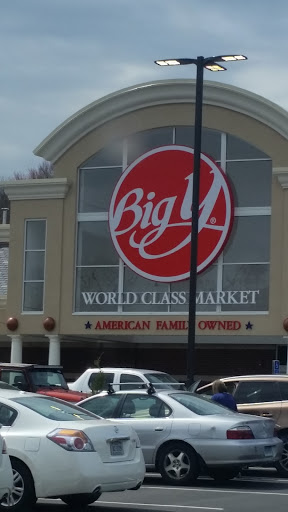 Big Y®
WORLD CLASS MARKET
★ AMERICAN FAMILY OWNED ★